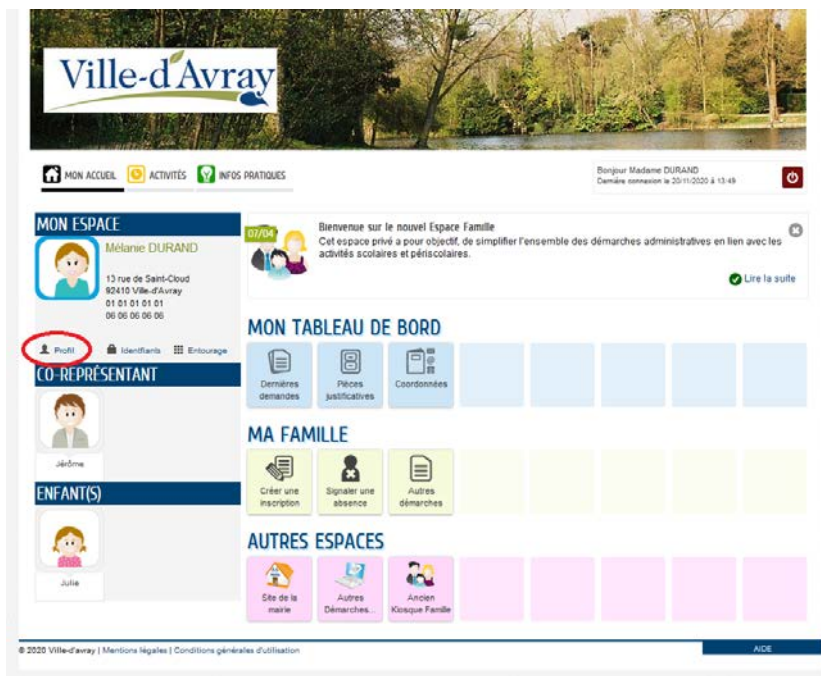 Ville-d'Avray
MON ACCUEIL
ACTIVITÉS
INFOS PRATIQUES
Bonjour Madame DURAND
Dernière connexion le 20/11/2020 à 13:49
MON ESPACE
Mélanie DURAND
13 rue de Saint-Cloud
92410 Ville-d'Avray
01 01 01 01 01
06 06 06 06 06
Profil
Identifiants
Entourage
CO-REPRÉSENTANT
Jérôme
ENFANT(S)
Julie
07/04
Bienvenue sur le nouvel Espace Famille
Cet espace privé a pour objectif, de simplifier l'ensemble des démarches administratives en lien avec les
activités scolaires et périscolaires.
Lire la suite
MON TABLEAU DE BORD
Dernières
demandes
Pièces
justificatives
Coordonnées
MA FAMILLE
Créer une
inscription
Signaler une
absence
Autres
démarches
AUTRES ESPACES
Site de la
mairie
Autres
Démarches...
Ancien
Kiosque Famille
© 2020 Ville-d'avray | Mentions légales | Conditions générales d'utilisation
AIDE